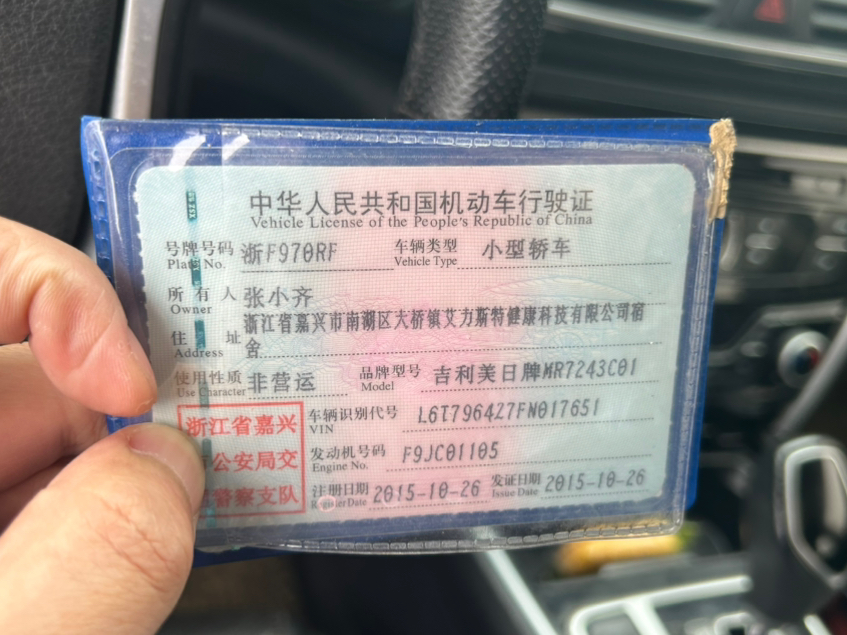 中华人民共和国机动车行驶证
Vehicle License of the People's Republic of China
号牌号码 浙F970RF 车辆类型 小型轿车
Plate No. Vehicle Type
所有人 张小齐
Owner
住址 浙江省嘉兴市南湖区大桥镇艾力斯特健康科技有限公司宿
Address 舍
使用性质 非营运 品牌型号 吉利美日牌MR7243C01
Use Character Model
浙江省嘉兴 车辆识别代号 L6T7964Z7FN017651
VIN
公安局交 发动机号码 F9JC01105
Engine No.
警察支队 注册日期 2015-10-26 发证日期 2015-10-26
Register Date Issue Date